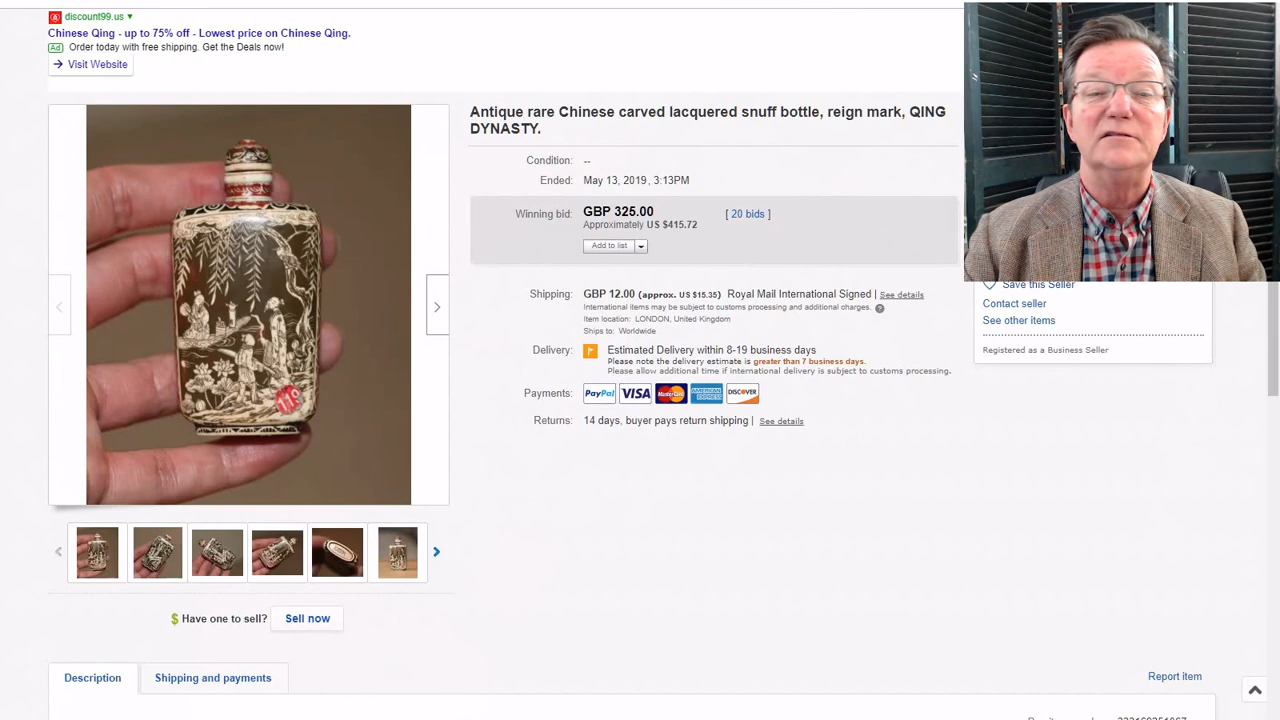 discount99.us ▼
Chinese Qing - up to 75% off - Lowest price on Chinese Qing.
Ad Order today with free shipping. Get the Deals now!
→ Visit Website
Antique rare Chinese carved lacquered snuff bottle, reign mark, QING
DYNASTY.
Condition: --
Ended: May 13, 2019, 3:13PM
Winning bid: GBP 325.00 [ 20 bids ]
Approximately US $415.72
Add to list
Shipping: GBP 12.00 (approx. US $15.35) Royal Mail International Signed | See details
International items may be subject to customs processing and additional charges. ?
Item location: LONDON, United Kingdom
Ships to: Worldwide
Delivery: Estimated Delivery within 8-19 business days
Please note the delivery estimate is greater than 7 business days.
Please allow additional time if international delivery is subject to customs processing.
Payments: PayPal VISA MasterCard AMERICAN EXPRESS DISCOVER
Returns: 14 days, buyer pays return shipping | See details
Save this Seller
Contact seller
See other items
Registered as a Business Seller
$ Have one to sell? Sell now
Description
Shipping and payments
Report item